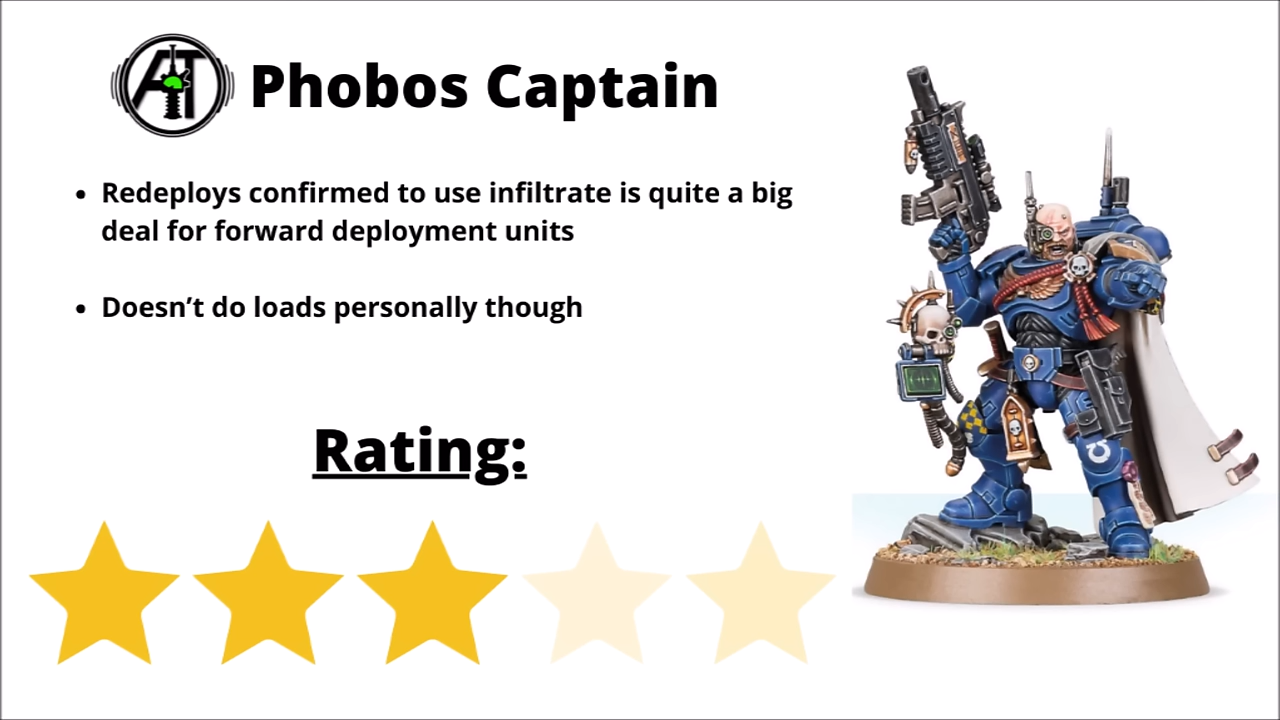 AT
Phobos Captain
• Redeploys confirmed to use infiltrate is quite a big
deal for forward deployment units
• Doesn’t do loads personally though
Rating: